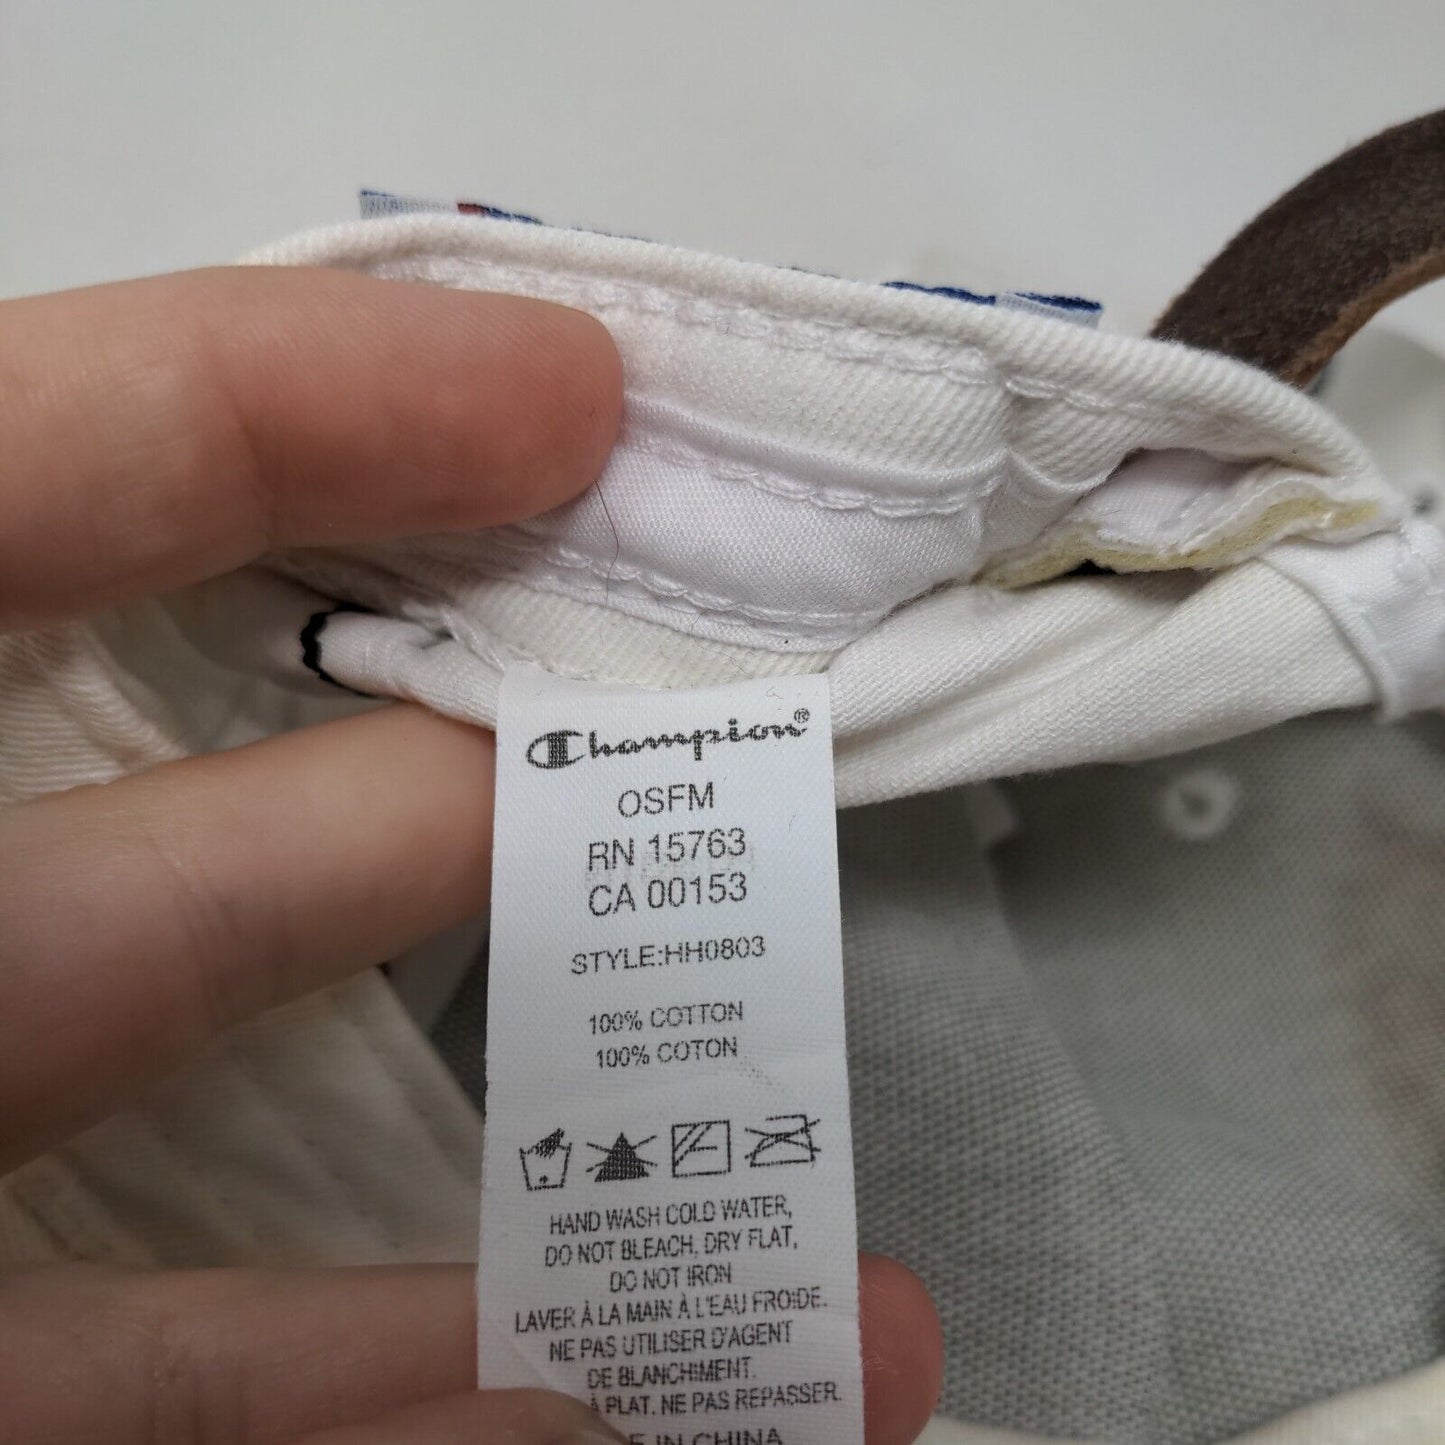 Champion®
OSFM
RN 15763
CA 00153
STYLE:HH0803
100% COTTON
100% COTON
HAND WASH COLD WATER,
DO NOT BLEACH, DRY FLAT,
DO NOT IRON
LAVER À LA MAIN À L'EAU FROIDE.
NE PAS UTILISER D'AGENT
DE BLANCHIMENT.
À PLAT. NE PAS REPASSER.
IN CHINA